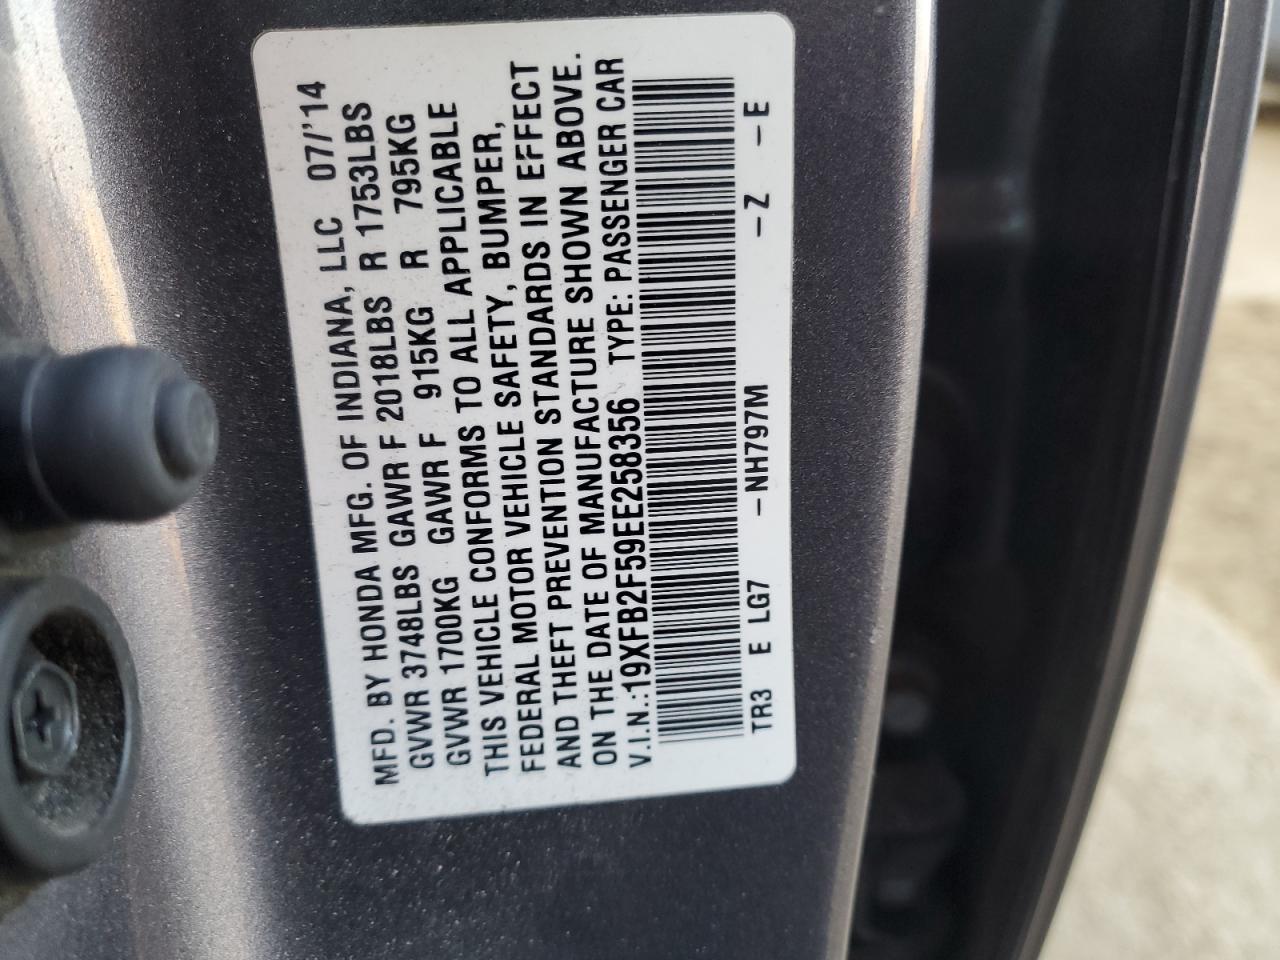 MFD. BY HONDA MFG. OF INDIANA, LLC 07/'14
GVWR 3748LBS GAWR F 2018LBS R 1753LBS
GVWR 1700KG GAWR F 915KG R 795KG
THIS VEHICLE CONFORMS TO ALL APPLICABLE
FEDERAL MOTOR VEHICLE SAFETY, BUMPER,
AND THEFT PREVENTION STANDARDS IN EFFECT
ON THE DATE OF MANUFACTURE SHOWN ABOVE.
V.I.N.:19XFB2F59EE258356 TYPE: PASSENGER CAR
TR3 E LG7 –NH797M –Z –E